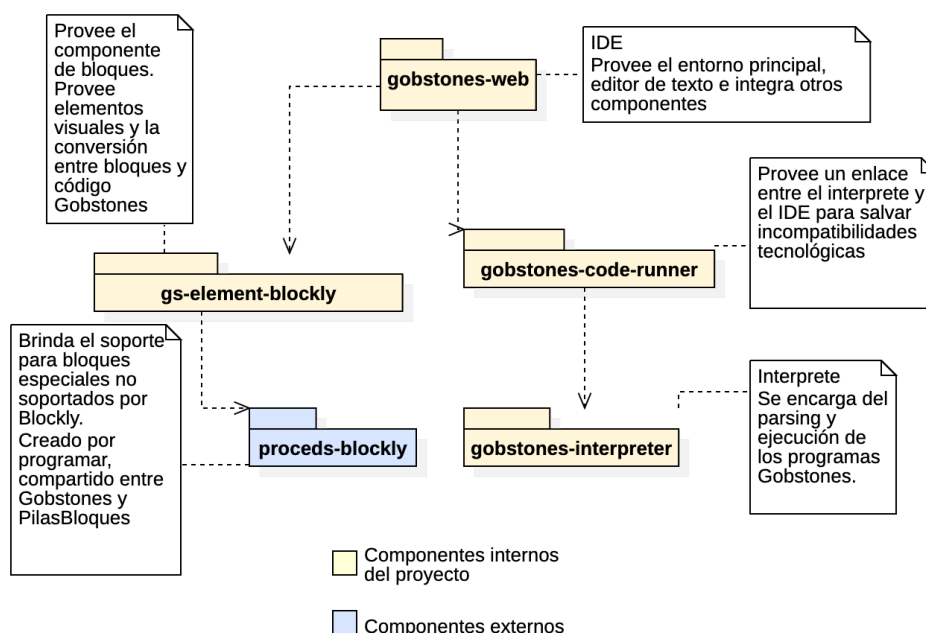 Provee el
componente
de bloques.
Provee
elementos
visuales y la
conversión
entre bloques y
código
Gobstones
gobstones-web
IDE
Provee el entorno principal,
editor de texto e integra otros
componentes
Provee un enlace
entre el interprete y
el IDE para salvar
incompatibilidades
tecnológicas
gs-element-blockly
gobstones-code-runner
Brinda el soporte
para bloques
especiales no
soportados por
Blockly.
Creado por
programar,
compartido entre
Gobstones y
PilasBloques
proceds-blockly
gobstones-interpreter
Interprete
Se encarga del
parsing y
ejecución de
los programas
Gobstones.
Componentes internos
del proyecto
Componentes externos